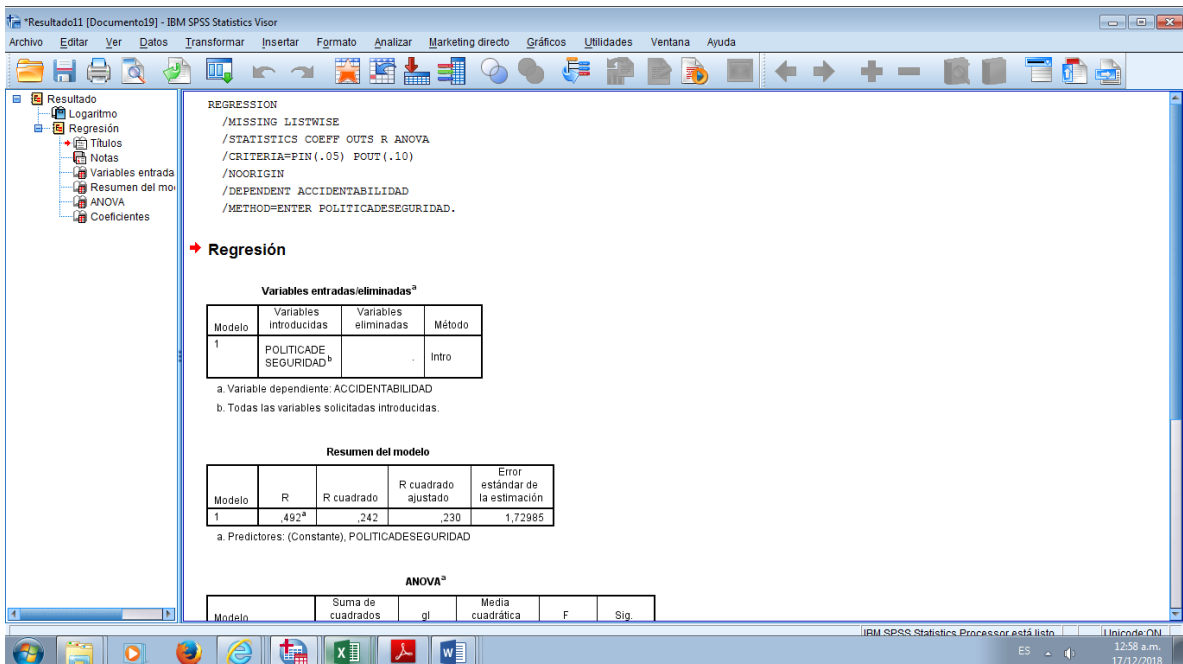 *Resultado11 [Documento19] - IBM SPSS Statistics Visor
Archivo Editar Ver Datos Transformar Insertar Formato Analizar Marketing directo Gráficos Utilidades Ventana Ayuda
Resultado
Logaritmo
Regresión
Títulos
Notas
Variables entrada
Resumen del mo
ANOVA
Coeficientes
REGRESSION
/MISSING LISTWISE
/STATISTICS COEFF OUTS R ANOVA
/CRITERIA=PIN(.05) POUT(.10)
/NOORIGIN
/DEPENDENT ACCIDENTABILIDAD
/METHOD=ENTER POLITICADESEGURIDAD.
Regresión
Variables entradas/eliminadas^a
Modelo Variables introducidas Variables eliminadas Método
1 POLITICADE SEGURIDAD^b . Intro
a. Variable dependiente: ACCIDENTABILIDAD
b. Todas las variables solicitadas introducidas.
Resumen del modelo
Modelo R R cuadrado R cuadrado ajustado Error estándar de la estimación
1 ,492^a ,242 ,230 1,72985
a. Predictores: (Constante), POLITICADESEGURIDAD
ANOVA^a
Modelo Suma de cuadrados gl Media cuadrática F Sig.
IBM SPSS Statistics Processor está listo Unicode:ON
ES 12:58 a.m.
17/12/2018